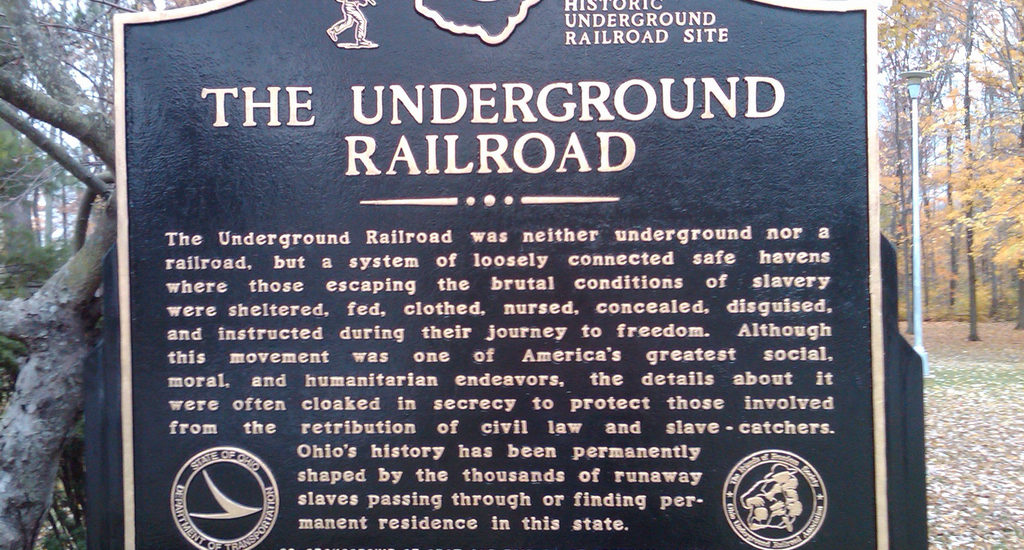 HISTORIC
UNDERGROUND
RAILROAD SITE
THE UNDERGROUND
RAILROAD
The Underground Railroad was neither underground nor a
railroad, but a system of loosely connected safe havens
where those escaping the brutal conditions of slavery
were sheltered, fed, clothed, nursed, concealed, disguised,
and instructed during their journey to freedom. Although
this movement was one of America's greatest social,
moral, and humanitarian endeavors, the details about it
were often cloaked in secrecy to protect those involved
from the retribution of civil law and slave-catchers.
Ohio's history has been permanently
shaped by the thousands of runaway
slaves passing through or finding per-
manent residence in this state.
STATE OF OHIO
DEPARTMENT OF TRANSPORTATION